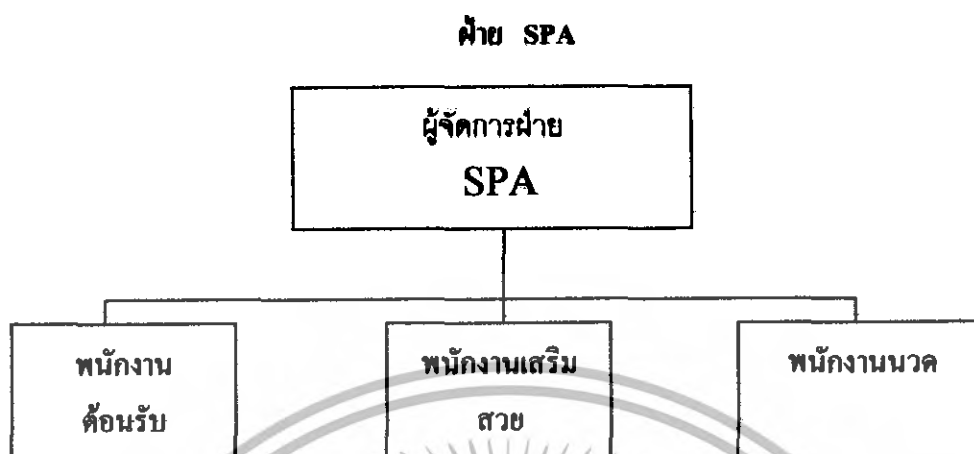 ฝ่าย SPA
ผู้จัดการฝ่าย
SPA
พนักงาน
ต้อนรับ
พนักงานเสริม
สวย
พนักงานนวด